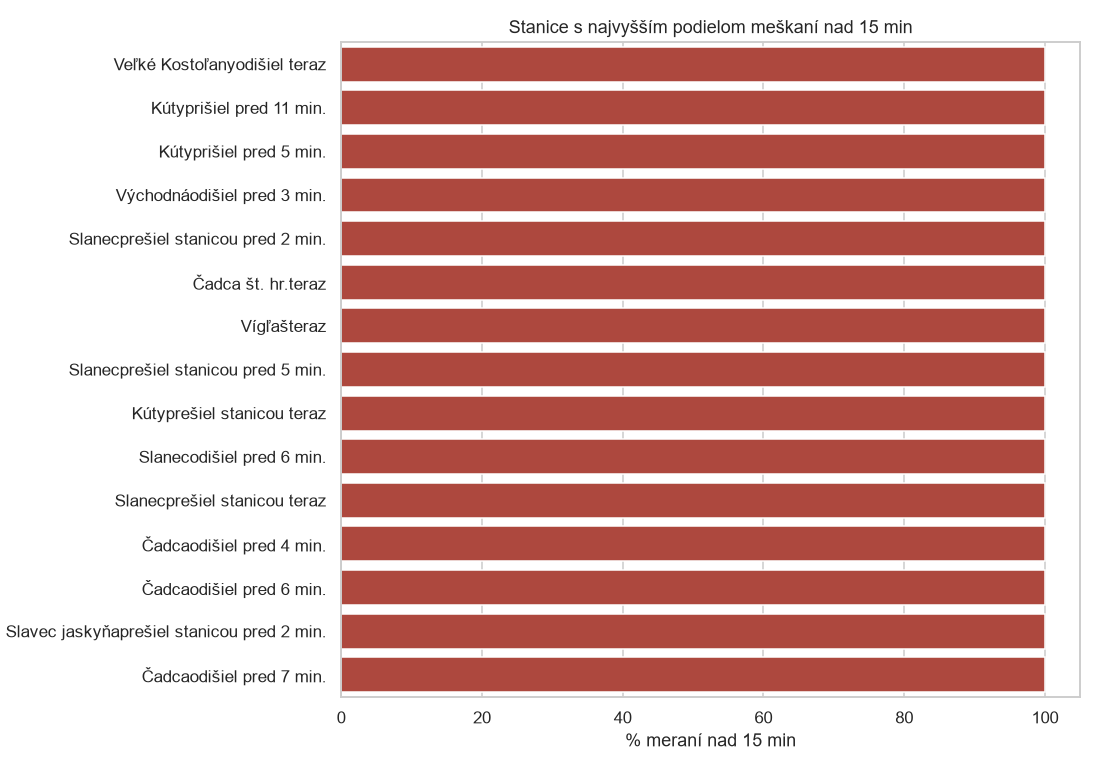 Stanice s najvyšším podielom meškaní nad 15 min
Veľké Kostoľanyodišiel teraz
Kútyprišiel pred 11 min.
Kútyprišiel pred 5 min.
Východnáodišiel pred 3 min.
Slanecprešiel stanicou pred 2 min.
Čadca št. hr.teraz
Vígľašteraz
Slanecprešiel stanicou pred 5 min.
Kútyprešiel stanicou teraz
Slanecodišiel pred 6 min.
Slanecprešiel stanicou teraz
Čadcaodišiel pred 4 min.
Čadcaodišiel pred 6 min.
Slavec jaskyňaprešiel stanicou pred 2 min.
Čadcaodišiel pred 7 min.
0 20 40 60 80 100
% meraní nad 15 min